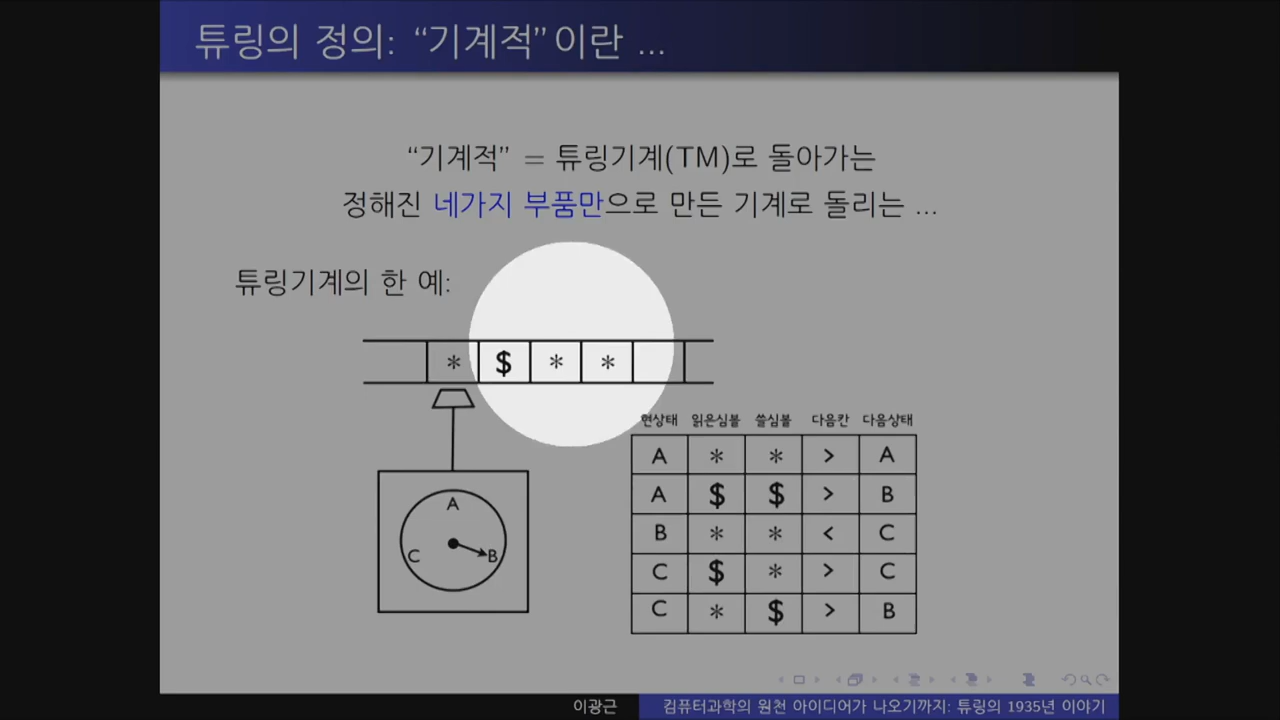 튜링의 정의: “기계적”이란 ...
“기계적” = 튜링기계(TM)로 돌아가는
정해진 네가지 부품만으로 만든 기계로 돌리는 ...
튜링기계의 한 예:
* $ * *
A
C B
현상태 읽은심볼 쓸심볼 다음칸 다음상태
A * * > A
A $ $ > B
B * * < C
C $ * > C
C * $ > B
이광근 컴퓨터과학의 원천 아이디어가 나오기까지: 튜링의 1935년 이야기